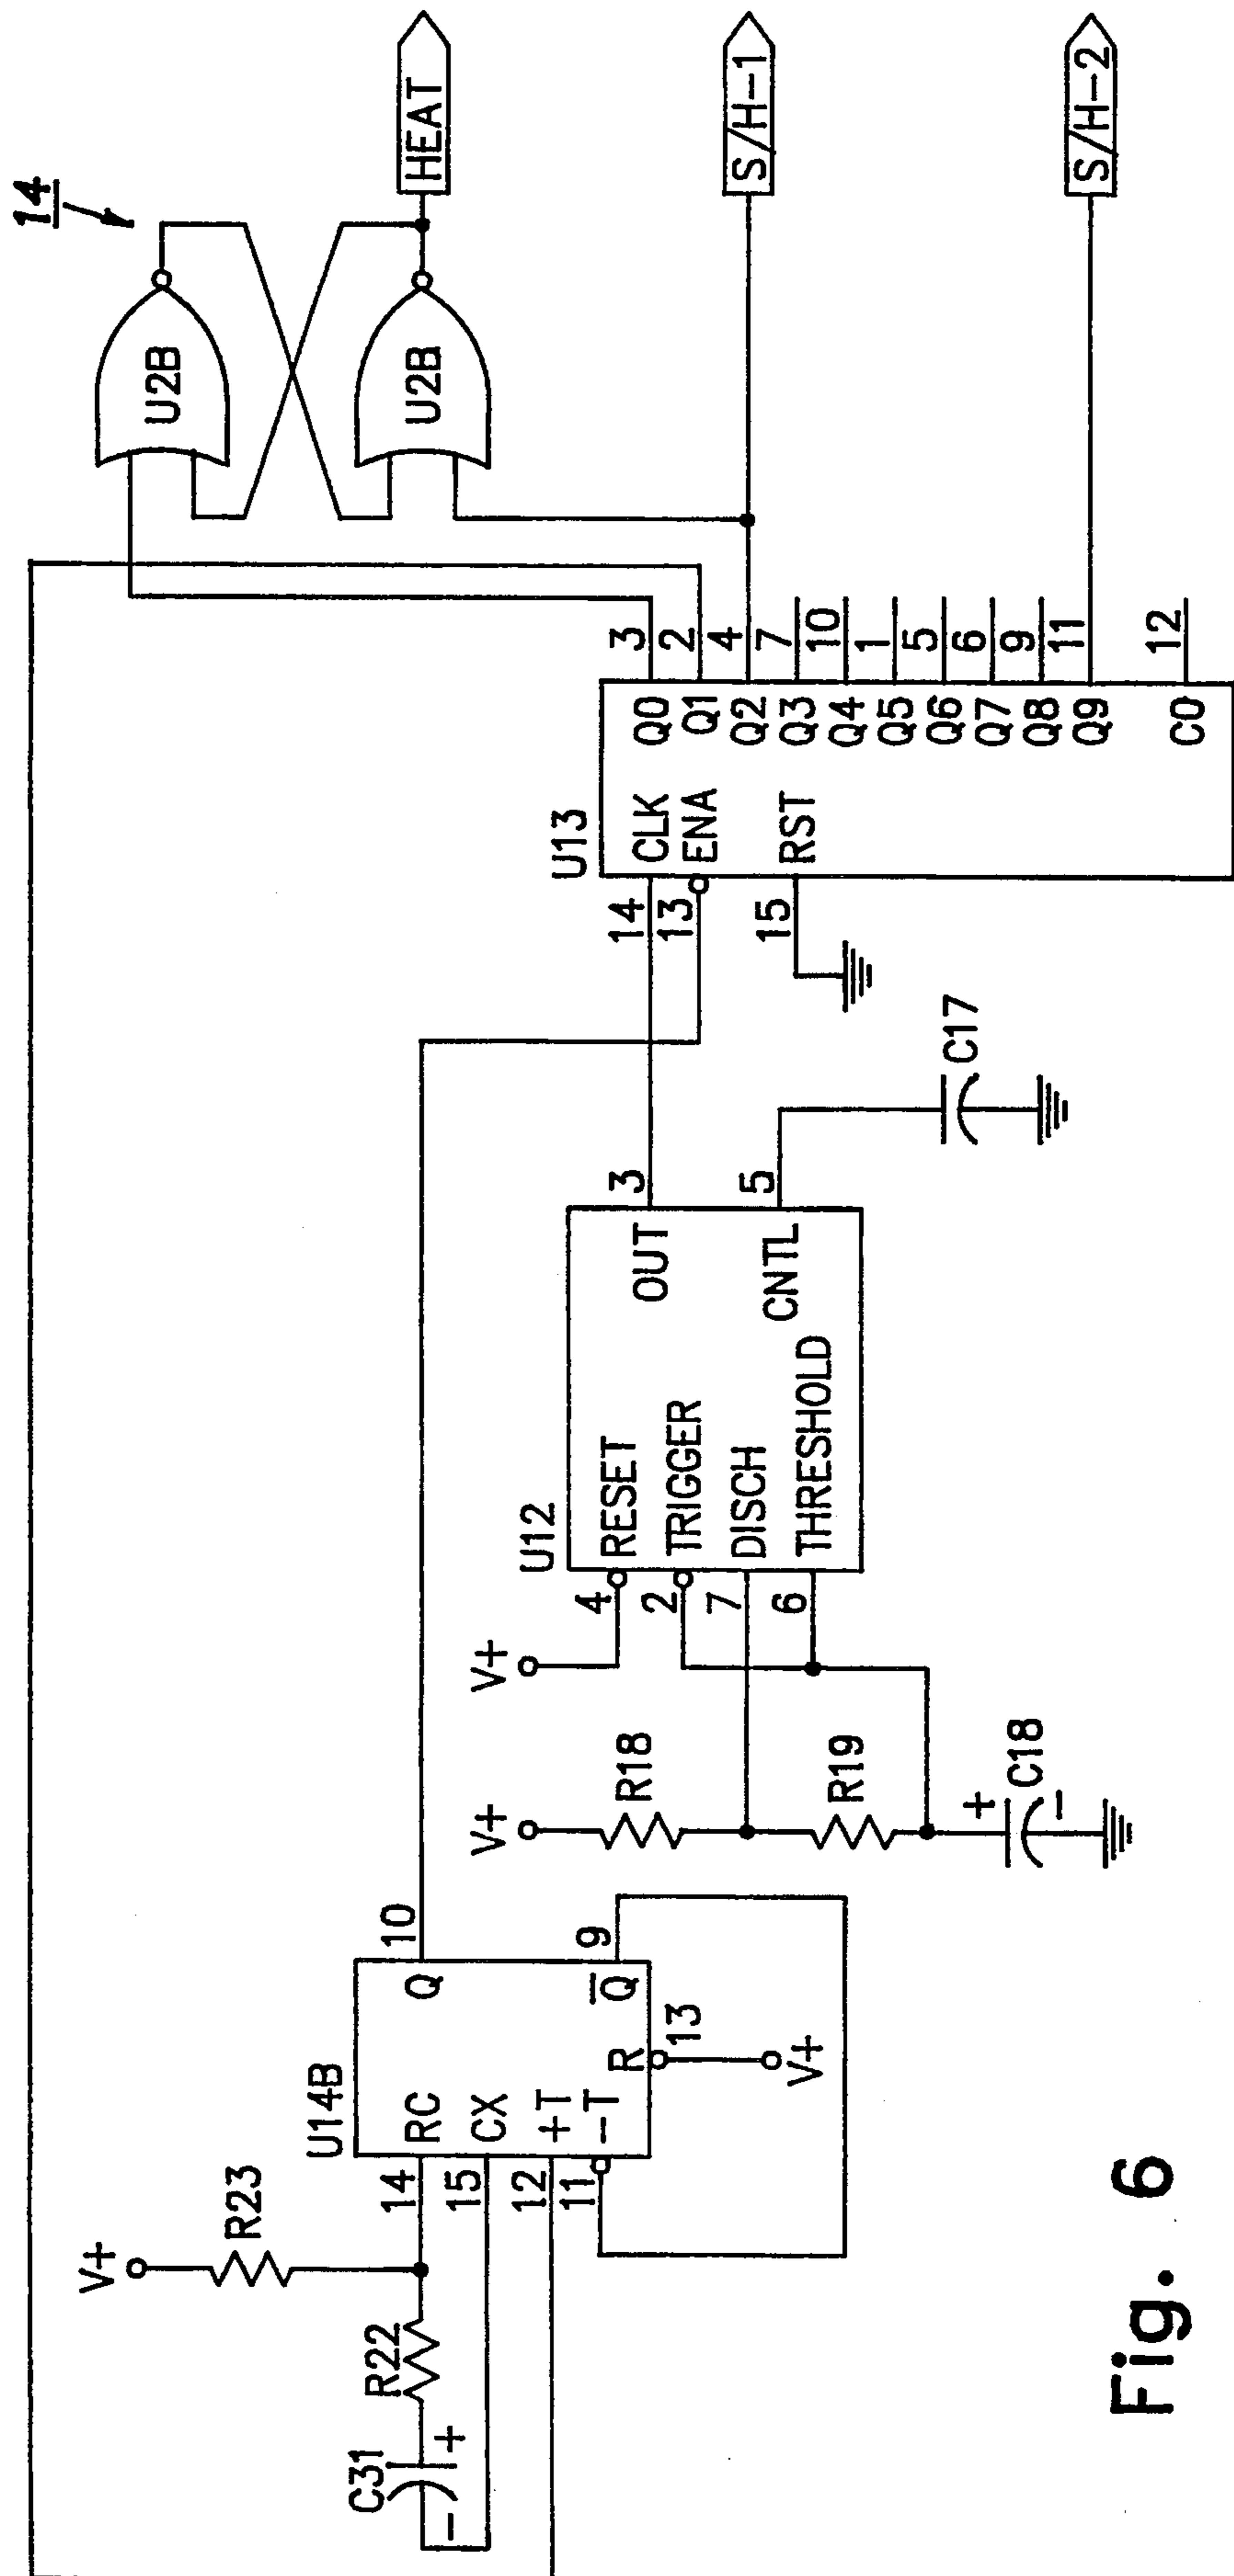 14
HEAT
S/H-1
S/H-2
U2B
U2B
U13
CLK
ENA
RST
Q0
Q1
Q2
Q3
Q4
Q5
Q6
Q7
Q8
Q9
CO
14
13
15
3
2
4
7
10
1
5
6
9
11
12
C17
U12
RESET
TRIGGER
DISCH
THRESHOLD
OUT
CNTL
4
2
7
6
3
5
V+
V+
R18
R19
+
C18
-
U14B
RC
CX
+T
-T
R
Q
Q̅
14
15
12
11
13
10
9
V+
V+
R23
R22
C31
+
-
Fig. 6